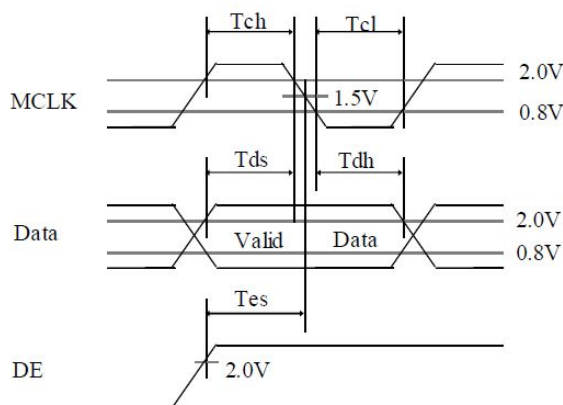 Tch Tcl
2.0V
MCLK 1.5V
0.8V
Tds Tdh
2.0V
Data Valid Data
0.8V
Tes
DE 2.0V